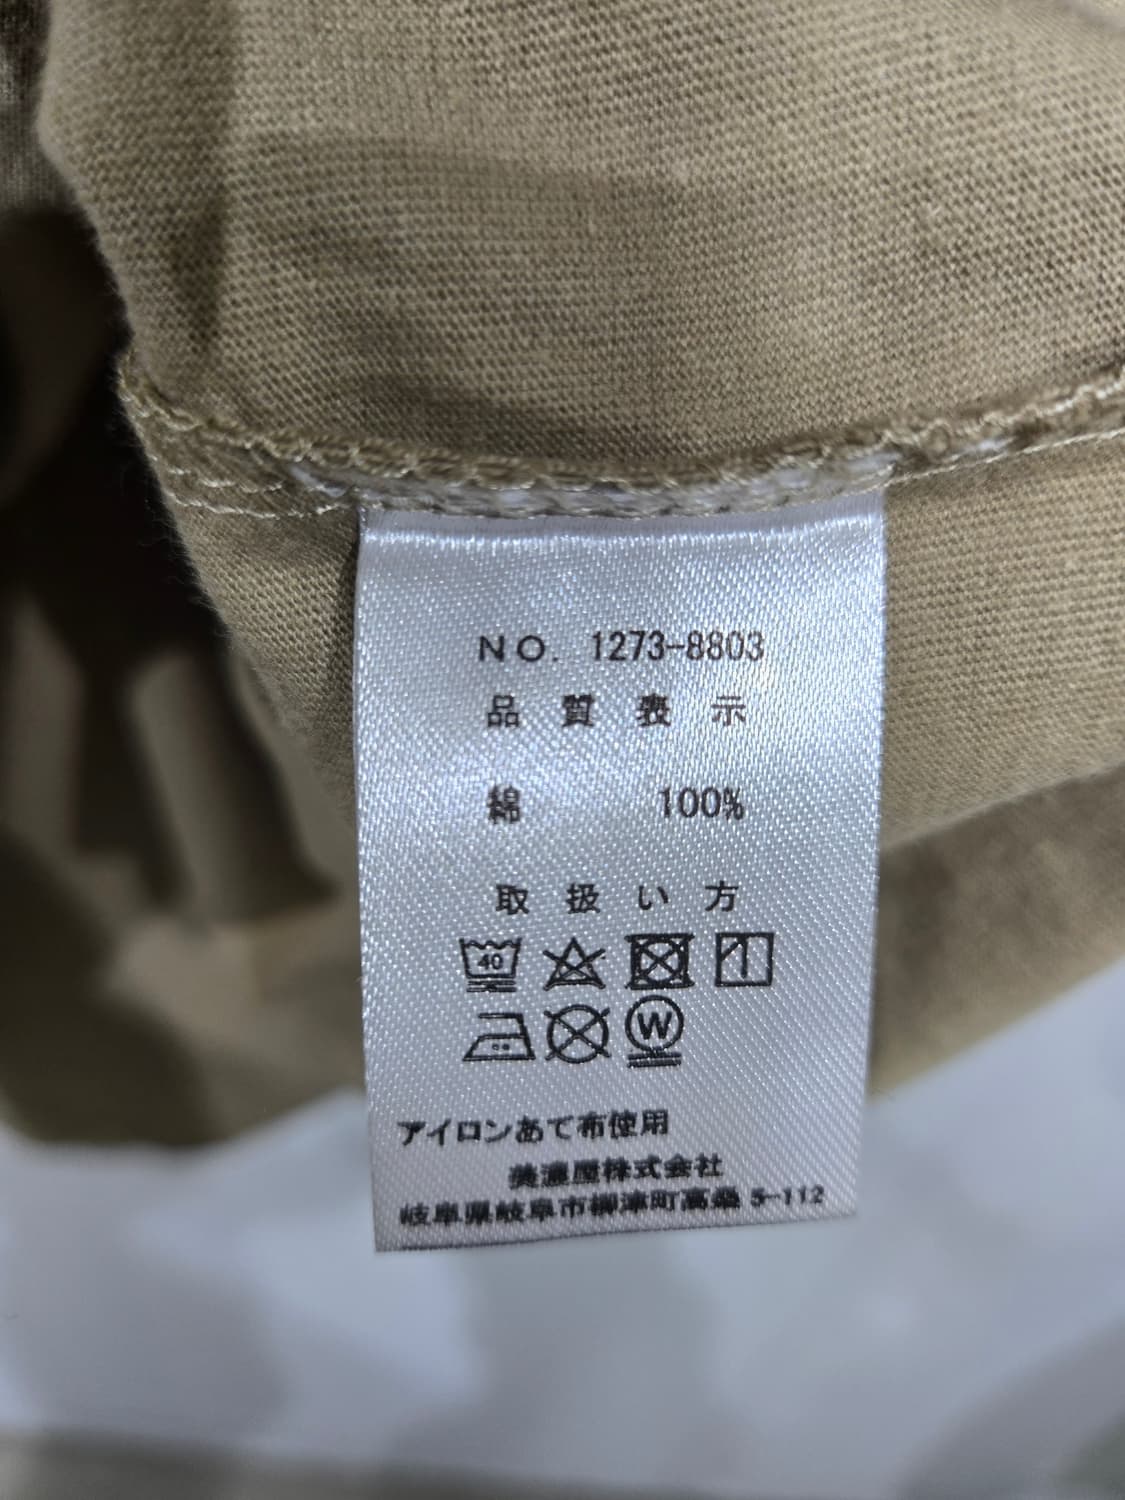 NO. 1273-8803
品質表示
綿 100%
取扱い方
40
W
アイロンあて布使用
美濃屋株式会社
岐阜県岐阜市柳津町高桑5-112